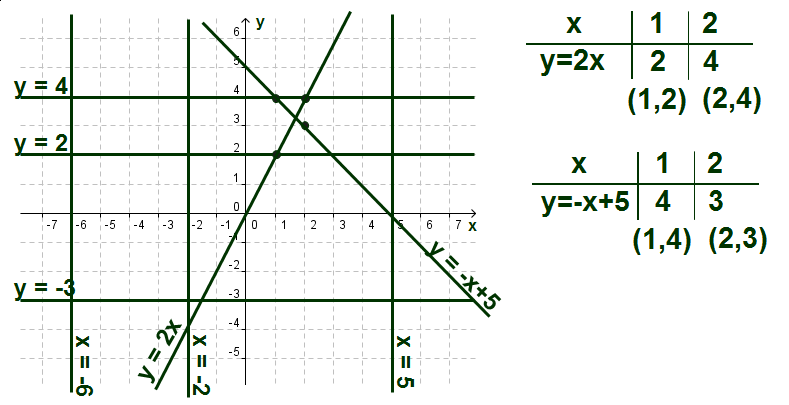 y
6
5
4
3
2
1
0
-1
-2
-3
-4
-5
-7 -6 -5 -4 -3 -2 -1 0 1 2 3 4 5 6 7 x
y = 4
y = 2
y = -3
x = -6
y = 2x
x = -2
x = 5
y = -x+5
x 1 2
y=2x 2 4
(1,2) (2,4)
x 1 2
y=-x+5 4 3
(1,4) (2,3)